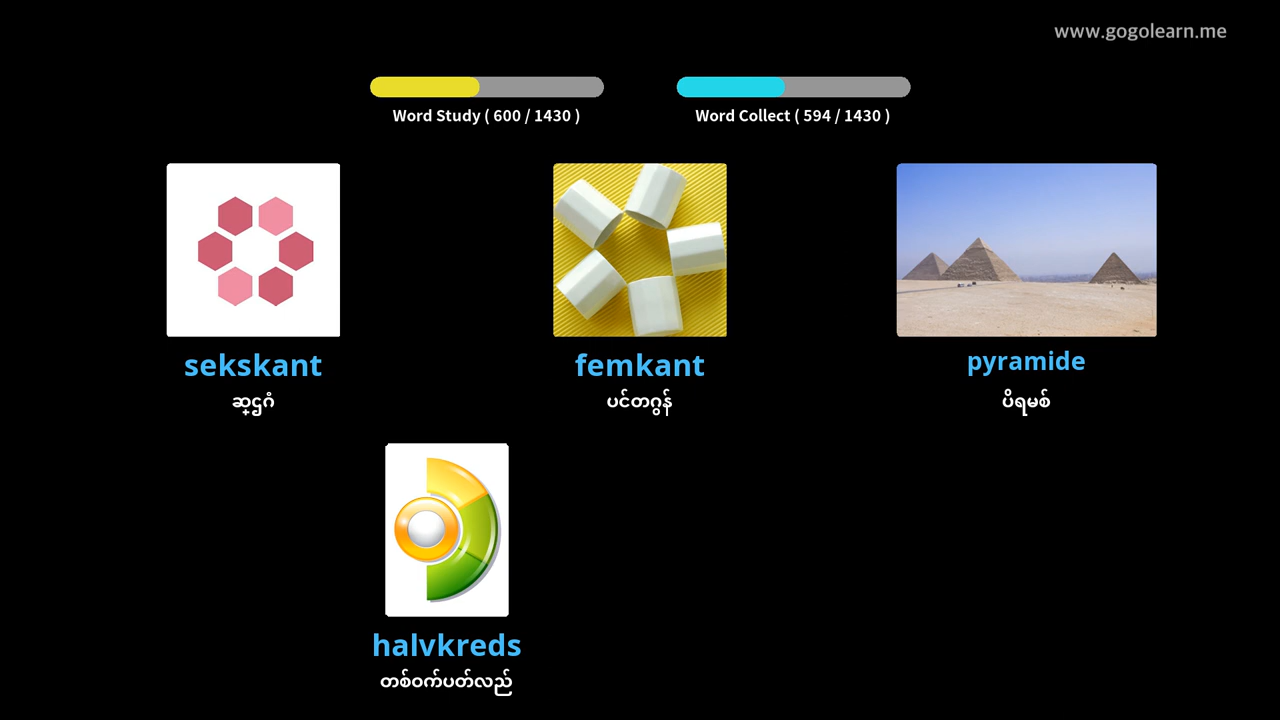 www.gogolearn.me
Word Study ( 600 / 1430 )
Word Collect ( 594 / 1430 )
sekskant
ဆဌဂံ
femkant
ပင်တဂွန်
pyramide
ပိရမစ်
halvkreds
တစ်ဝက်ပတ်လည်